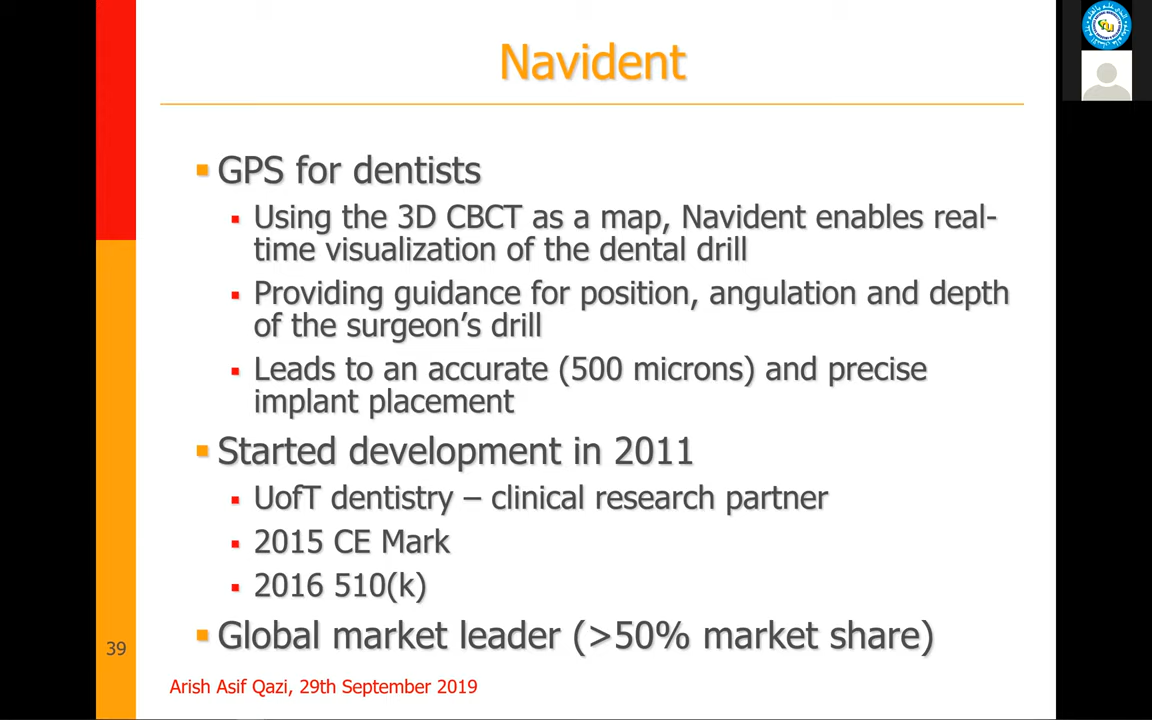 Navident
GPS for dentists
Using the 3D CBCT as a map, Navident enables real-
time visualization of the dental drill
Providing guidance for position, angulation and depth
of the surgeon’s drill
Leads to an accurate (500 microns) and precise
implant placement
Started development in 2011
UofT dentistry – clinical research partner
2015 CE Mark
2016 510(k)
Global market leader (>50% market share)
39
Arish Asif Qazi, 29th September 2019